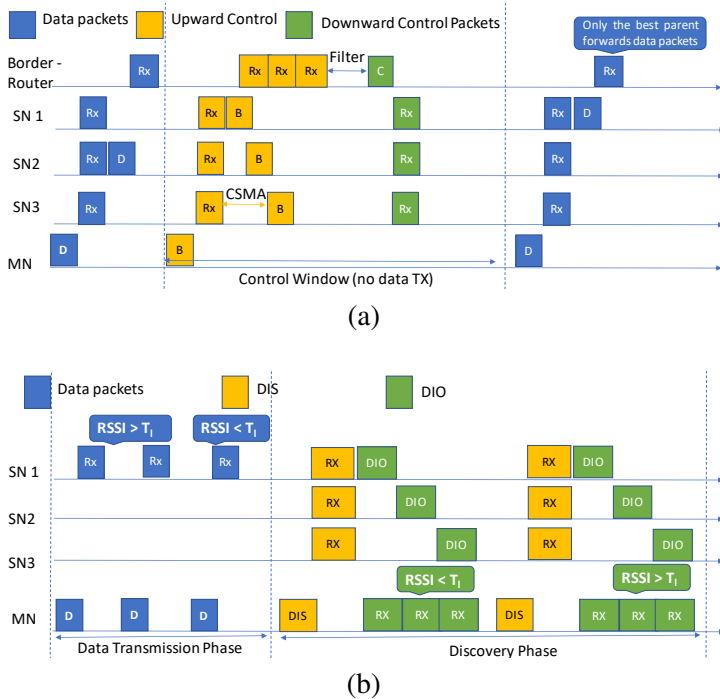 Data packets Upward Control Downward Control Packets
Only the best parent
forwards data packets
Border -
Router
Rx Rx Rx Rx Filter C Rx
SN 1 Rx Rx B Rx Rx D
SN2 Rx D Rx B Rx Rx
SN3 Rx Rx CSMA B Rx Rx
MN D B D
Control Window (no data TX)
(a)
Data packets DIS DIO
RSSI > T_I RSSI < T_I
SN 1 Rx Rx Rx RX DIO RX DIO
SN2 RX DIO RX DIO
SN3 RX DIO RX DIO
RSSI < T_I RSSI > T_I
MN D D D DIS RX RX RX DIS RX RX RX
Data Transmission Phase Discovery Phase
(b)